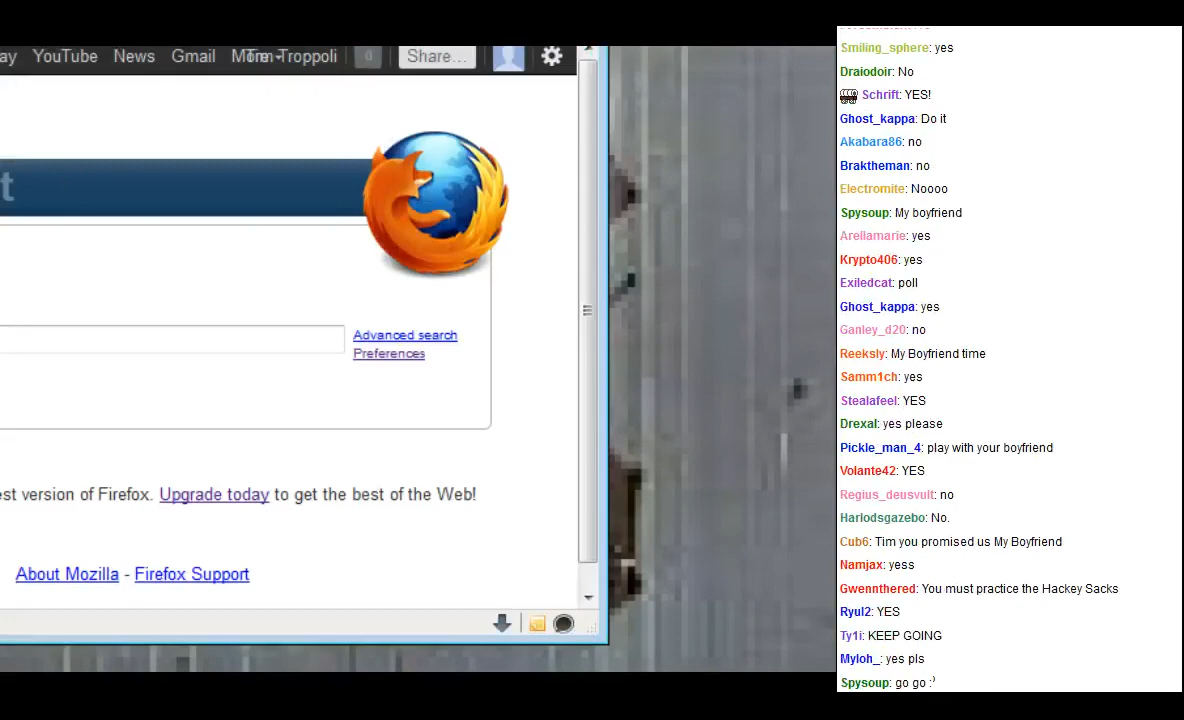 ay YouTube News Gmail More Tim Troppoli 0 Share...
t
Advanced search
Preferences
est version of Firefox. Upgrade today to get the best of the Web!
About Mozilla - Firefox Support
Smiling_sphere: yes
Draiodoir: No
Schrift: YES!
Ghost_kappa: Do it
Akabara86: no
Braktheman: no
Electromite: Noooo
Spysoup: My boyfriend
Arellamarie: yes
Krypto406: yes
Exiledcat: poll
Ghost_kappa: yes
Ganley_d20: no
Reeksly: My Boyfriend time
Samm1ch: yes
Stealafeel: YES
Drexal: yes please
Pickle_man_4: play with your boyfriend
Volante42: YES
Regius_deusvult: no
Harlodsgazebo: No.
Cub6: Tim you promised us My Boyfriend
Namjax: yess
Gwennthered: You must practice the Hackey Sacks
Ryul2: YES
Ty1i: KEEP GOING
Myloh_: yes pls
Spysoup: go go :')